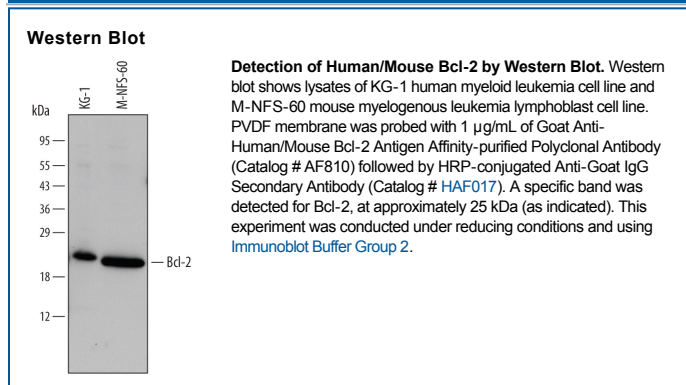 Western Blot
KG-1
M-NFS-60
kDa
95
55
43
36
29
18
12
Bcl-2
Detection of Human/Mouse Bcl-2 by Western Blot. Western
blot shows lysates of KG-1 human myeloid leukemia cell line and
M-NFS-60 mouse myelogenous leukemia lymphoblast cell line.
PVDF membrane was probed with 1 µg/mL of Goat Anti-
Human/Mouse Bcl-2 Antigen Affinity-purified Polyclonal Antibody
(Catalog # AF810) followed by HRP-conjugated Anti-Goat IgG
Secondary Antibody (Catalog # HAF017). A specific band was
detected for Bcl-2, at approximately 25 kDa (as indicated). This
experiment was conducted under reducing conditions and using
Immunoblot Buffer Group 2.